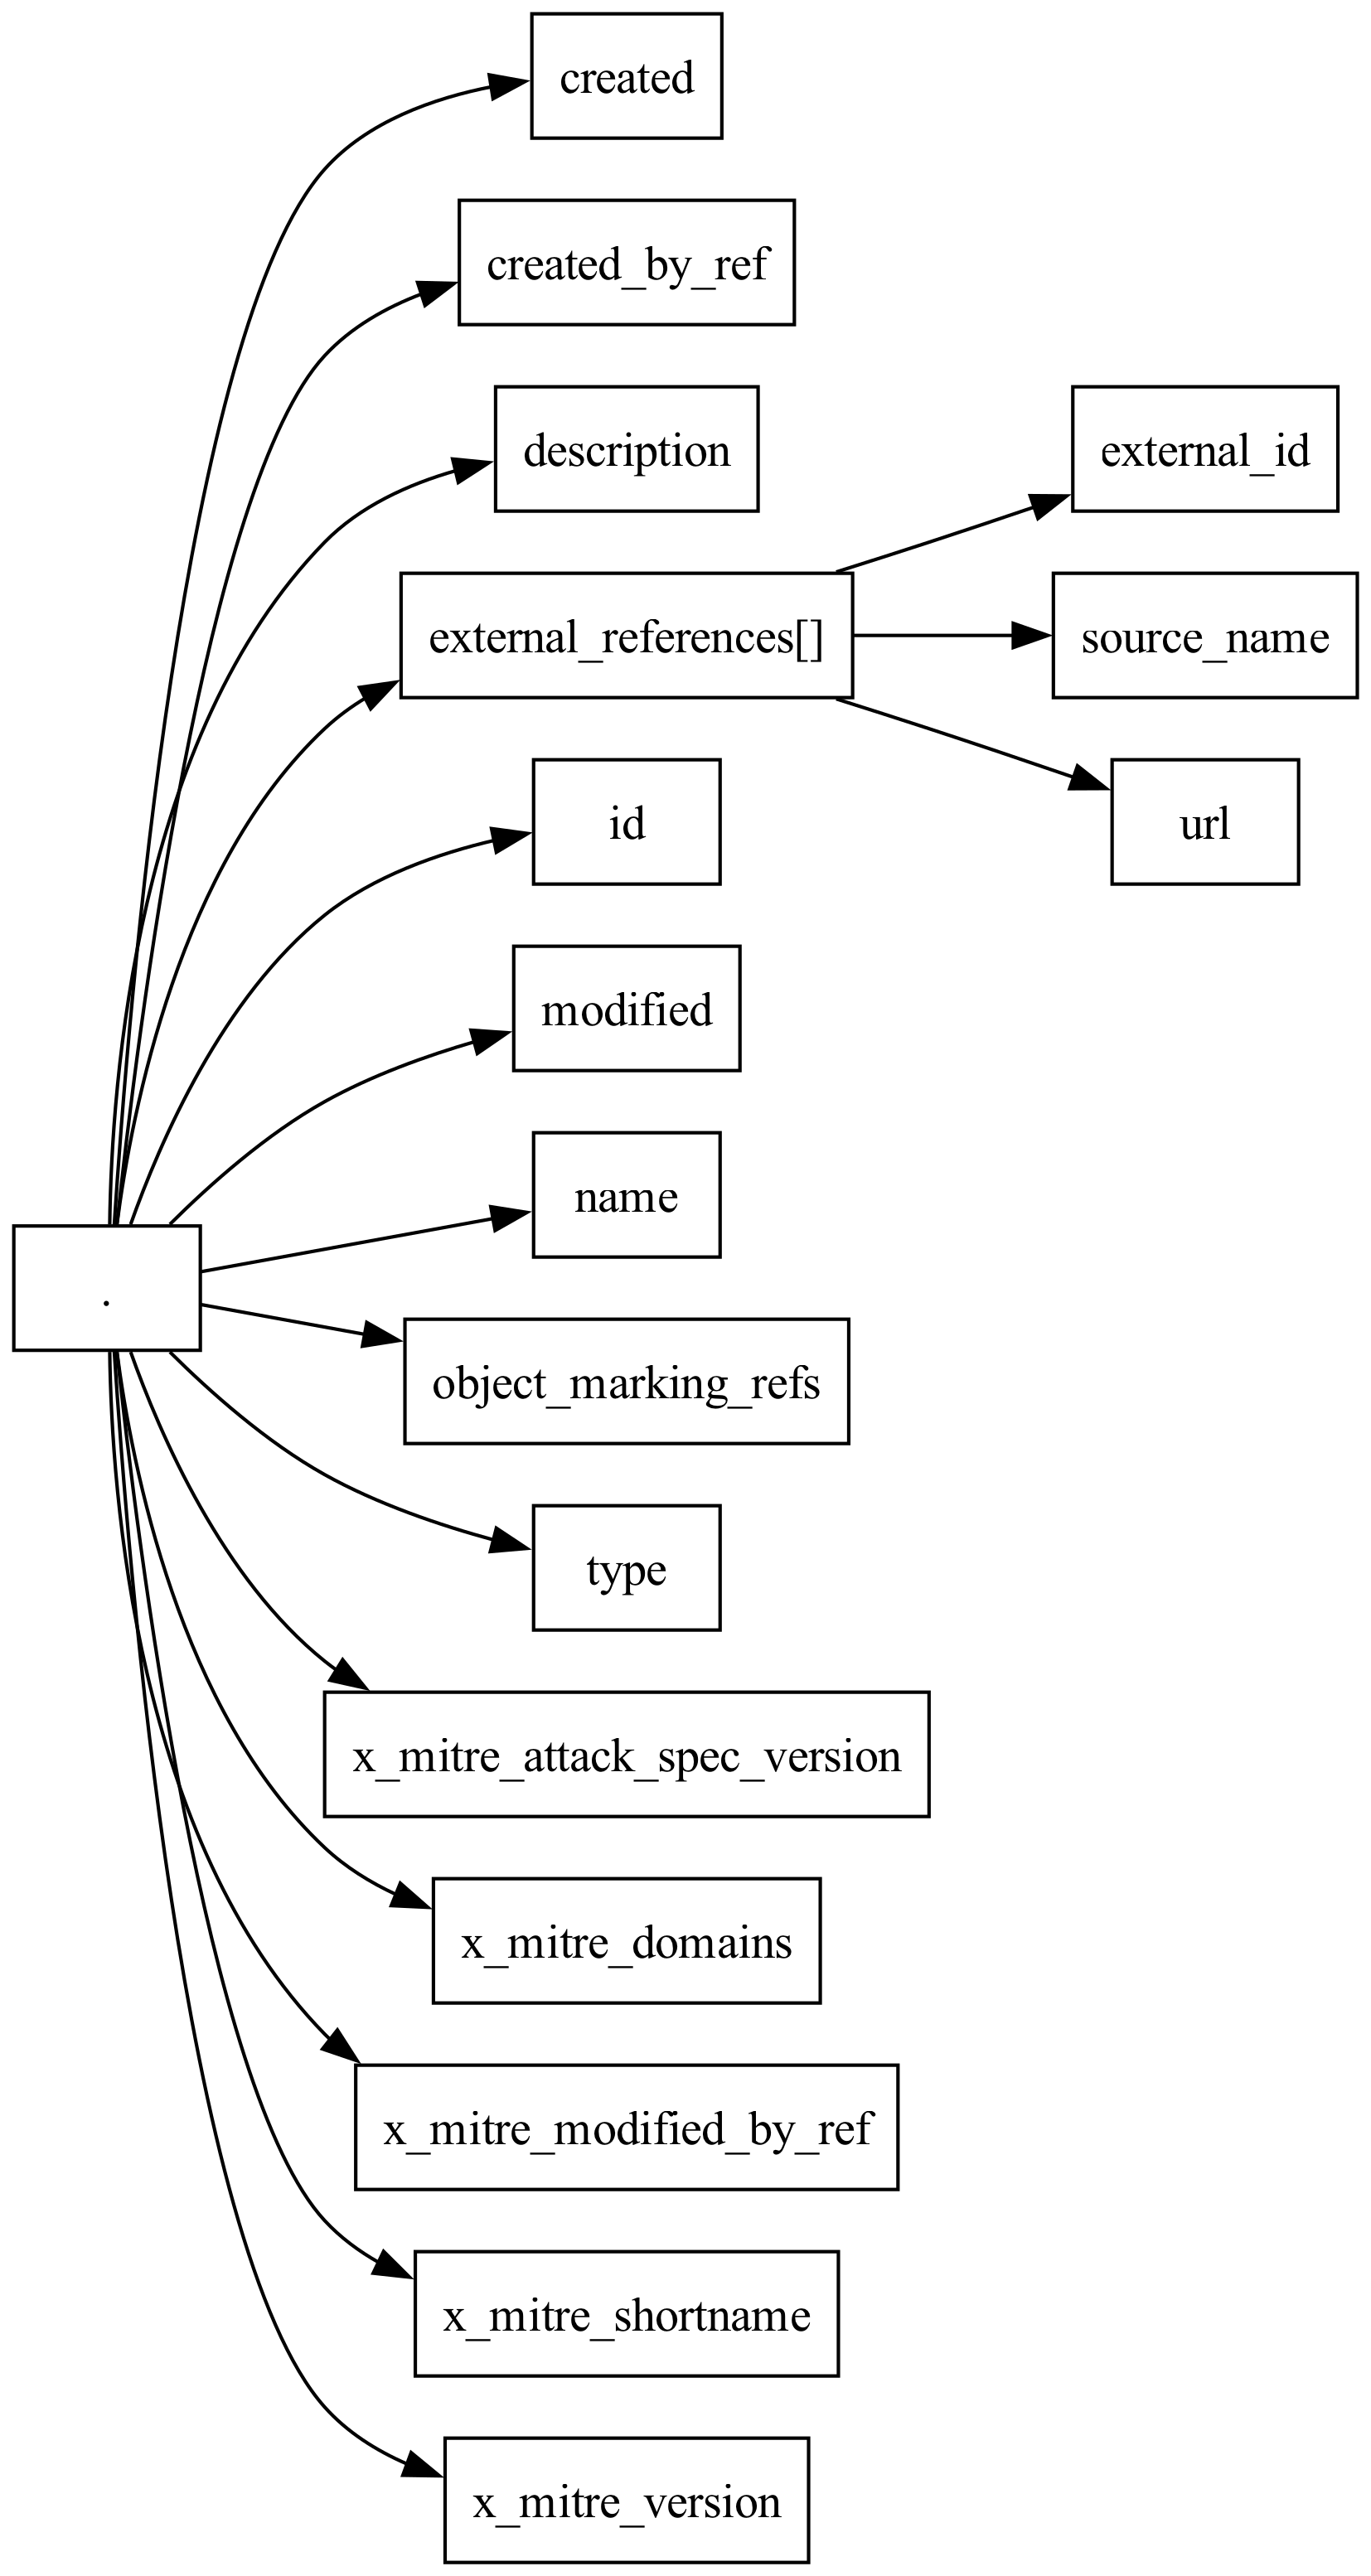 created
created_by_ref
description
external_id
external_references[]
source_name
id
url
modified
name
.
object_marking_refs
type
x_mitre_attack_spec_version
x_mitre_domains
x_mitre_modified_by_ref
x_mitre_shortname
x_mitre_version